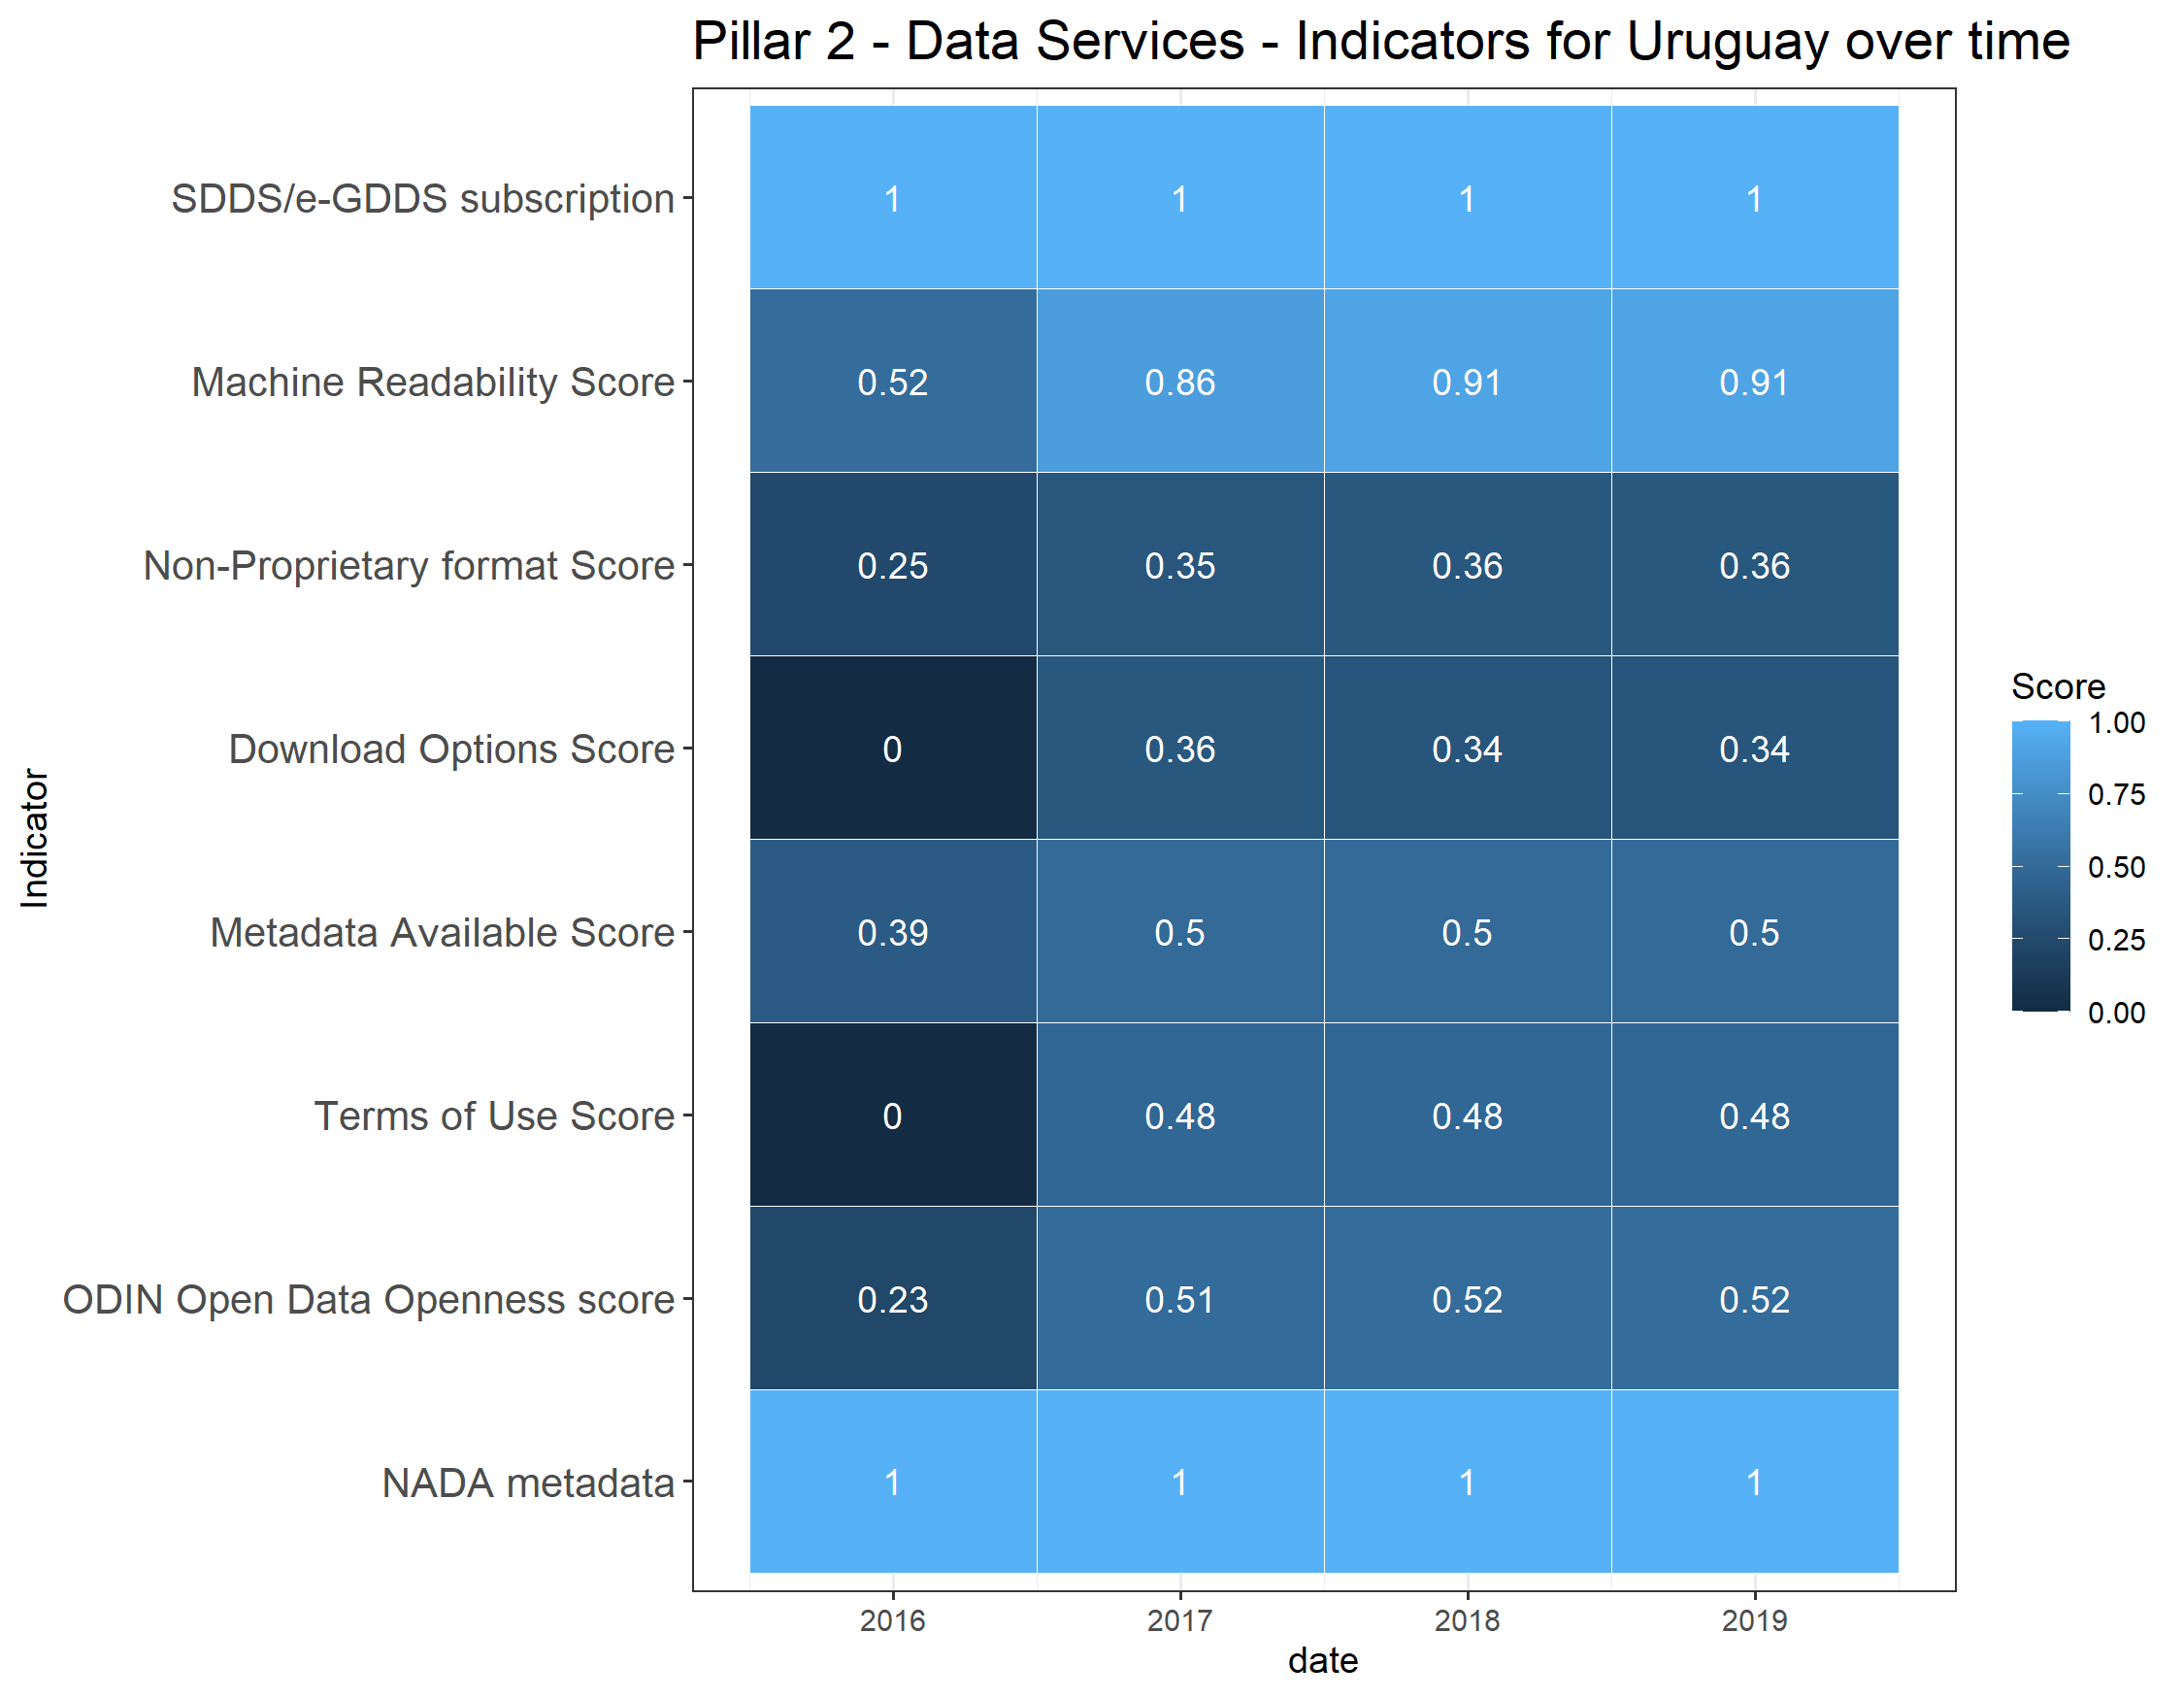 Pillar 2 - Data Services - Indicators for Uruguay over time
SDDS/e-GDDS subscription 1 1 1 1
Machine Readability Score 0.52 0.86 0.91 0.91
Non-Proprietary format Score 0.25 0.35 0.36 0.36
Download Options Score 0 0.36 0.34 0.34
Metadata Available Score 0.39 0.5 0.5 0.5
Terms of Use Score 0 0.48 0.48 0.48
ODIN Open Data Openness score 0.23 0.51 0.52 0.52
NADA metadata 1 1 1 1
2016 2017 2018 2019
date
Indicator
Score
1.00
0.75
0.50
0.25
0.00